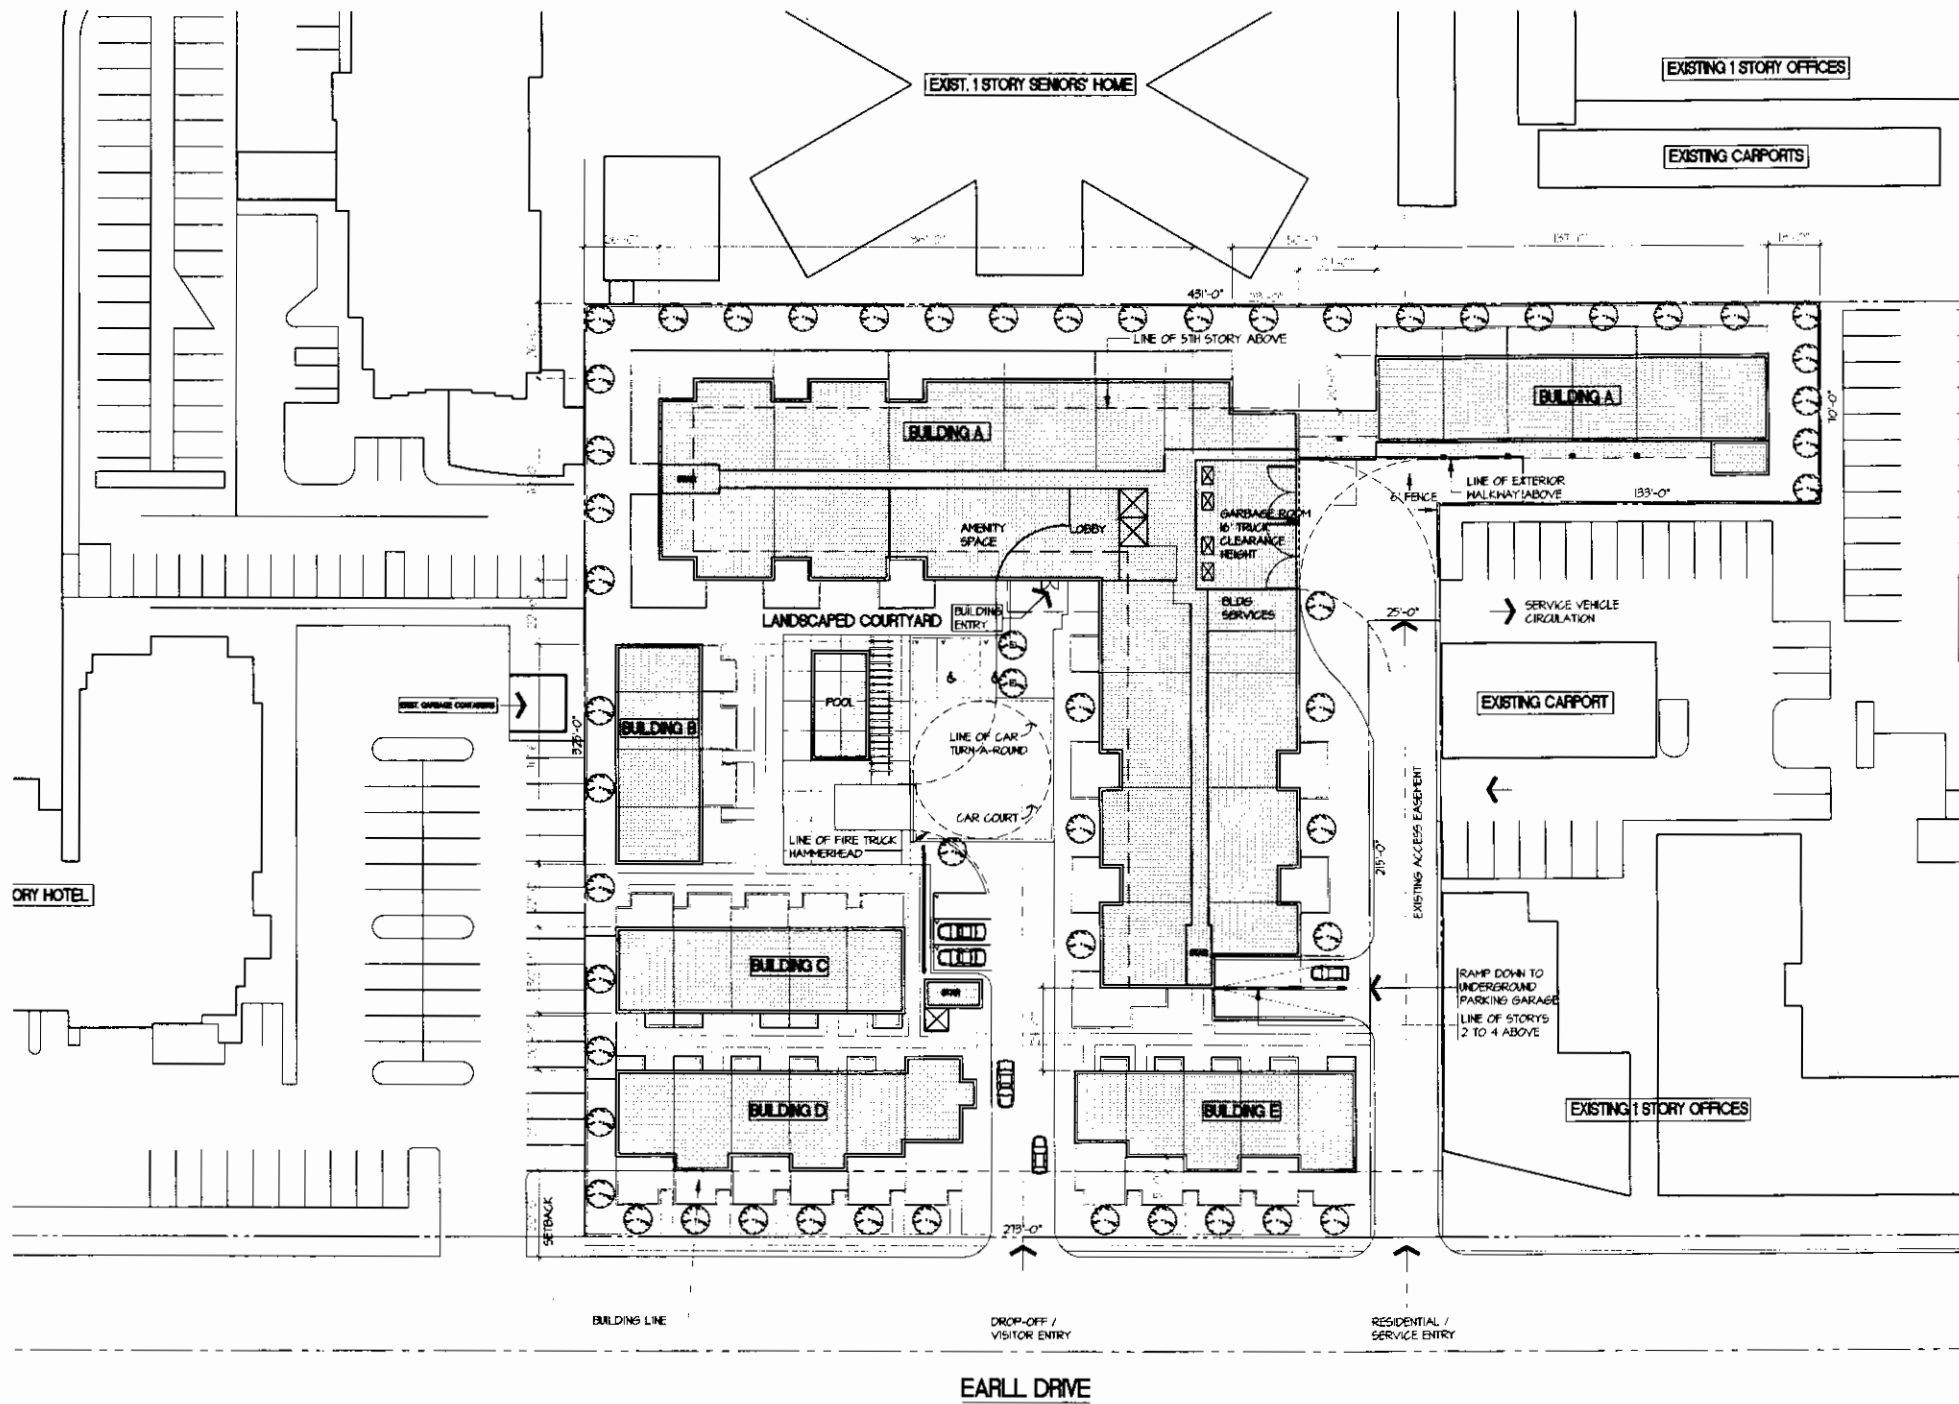 EXISTING 1 STORY OFFICES
EXIST. 1 STORY SENIORS' HOME
EXISTING CARPORTS
431'-0"
LINE OF 5TH STORY ABOVE
BUILDING A
BUILDING A
70'-0"
LINE OF EXTERIOR
WALKWAY ABOVE
133'-0"
6' FENCE
GARBAGE ROOM
16' TRUCK
CLEARANCE
HEIGHT
AMENITY
SPACE
LOBBY
BUILDING
ENTRY
BLDG
SERVICES
25'-0"
SERVICE VEHICLE
CIRCULATION
LANDSCAPED COURTYARD
POOL
EXISTING CARPORT
BUILDING B
325'-0"
LINE OF CAR
TURN-A-ROUND
CAR COURT
LINE OF FIRE TRUCK
HAMMERHEAD
215'-0"
EXISTING ACCESS EASEMENT
ORY HOTEL
BUILDING C
STAIR
RAMP DOWN TO
UNDERGROUND
PARKING GARAGE
LINE OF STORYS
2 TO 4 ABOVE
BUILDING D
BUILDING E
EXISTING 1 STORY OFFICES
SETBACK
273'-0"
BUILDING LINE
DROP-OFF /
VISITOR ENTRY
RESIDENTIAL /
SERVICE ENTRY
EARLL DRIVE